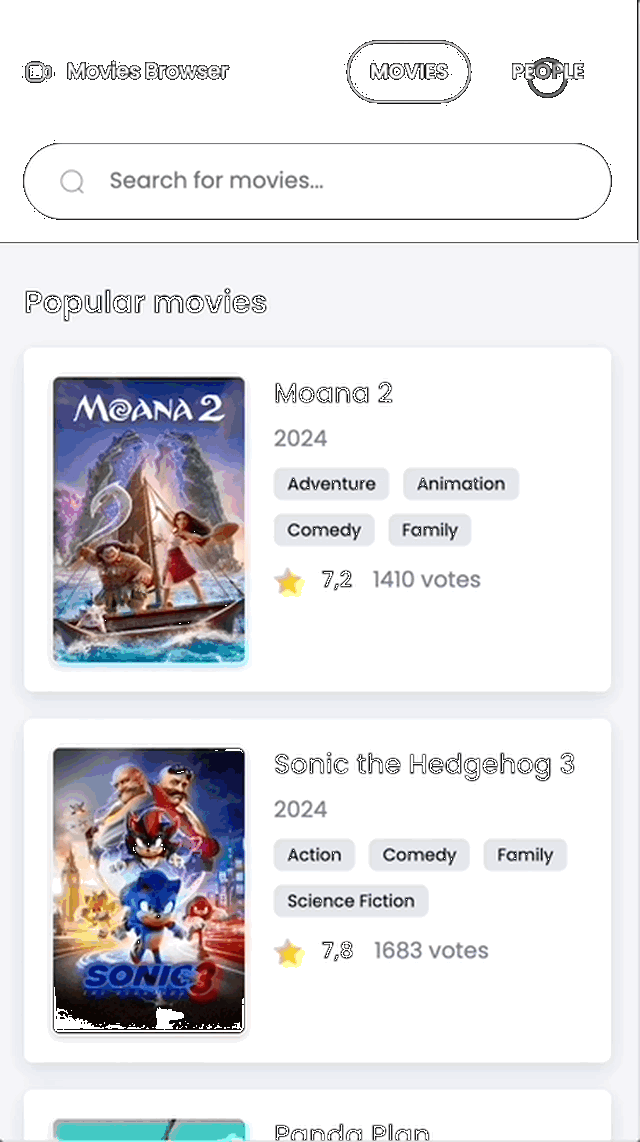 Movies Browser MOVIES PEOPLE
Search for movies...
Popular movies
MOANA 2
Moana 2
2024
Adventure Animation
Comedy Family
7,2 1410 votes
Sonic the Hedgehog 3
2024
Action Comedy Family
Science Fiction
7,8 1683 votes
SONIC 3
Panda Plan